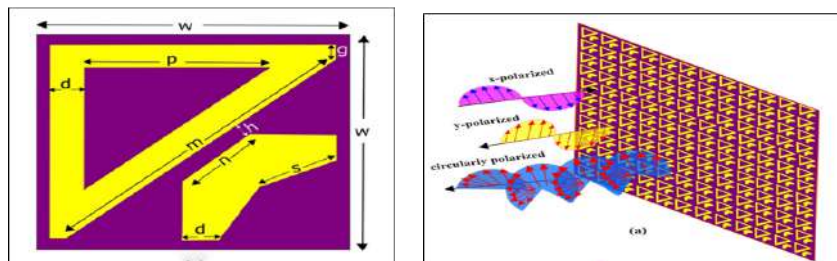 w
g
p
d
w
h
m
n
s
d
x-polarized
y-polarized
circularly polarized
(a)